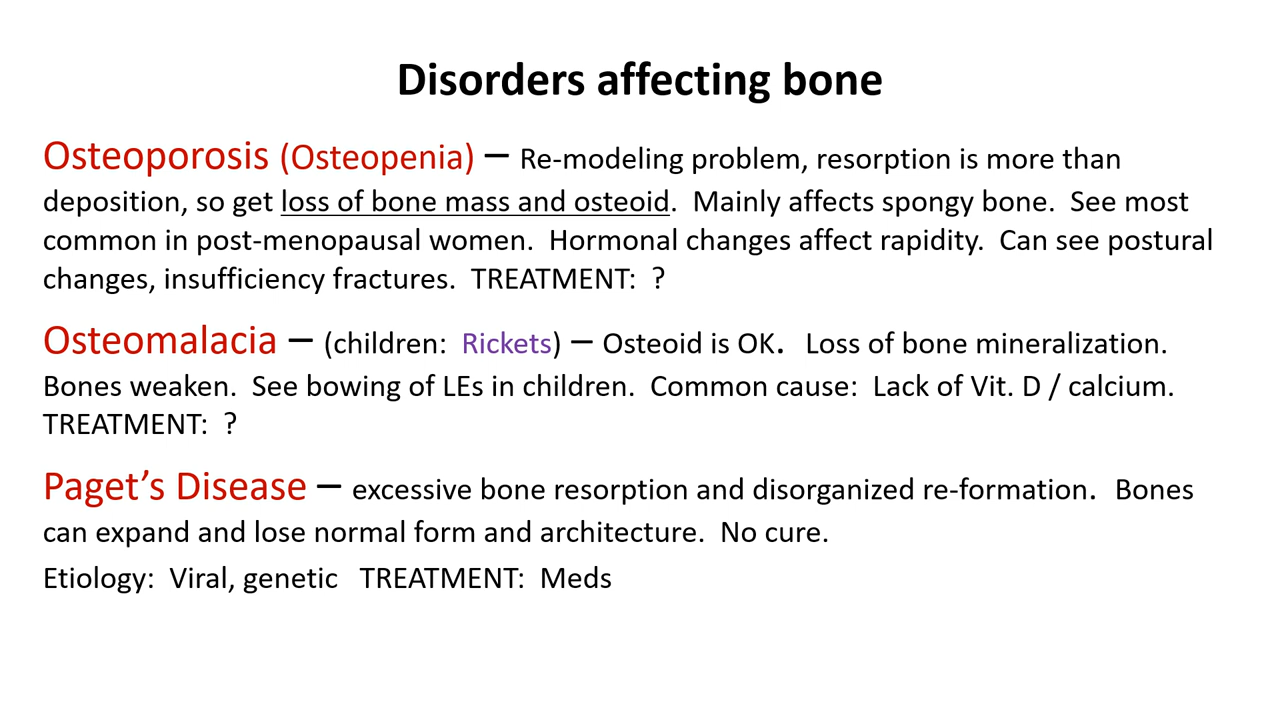 Disorders affecting bone
Osteoporosis (Osteopenia) – Re-modeling problem, resorption is more than
deposition, so get loss of bone mass and osteoid.  Mainly affects spongy bone.  See most
common in post-menopausal women.  Hormonal changes affect rapidity.  Can see postural
changes, insufficiency fractures.  TREATMENT:  ?
Osteomalacia – (children:  Rickets) – Osteoid is OK.  Loss of bone mineralization.
Bones weaken.  See bowing of LEs in children.  Common cause:  Lack of Vit. D / calcium.
TREATMENT:  ?
Paget’s Disease – excessive bone resorption and disorganized re-formation.  Bones
can expand and lose normal form and architecture.  No cure.
Etiology:  Viral, genetic   TREATMENT:  Meds